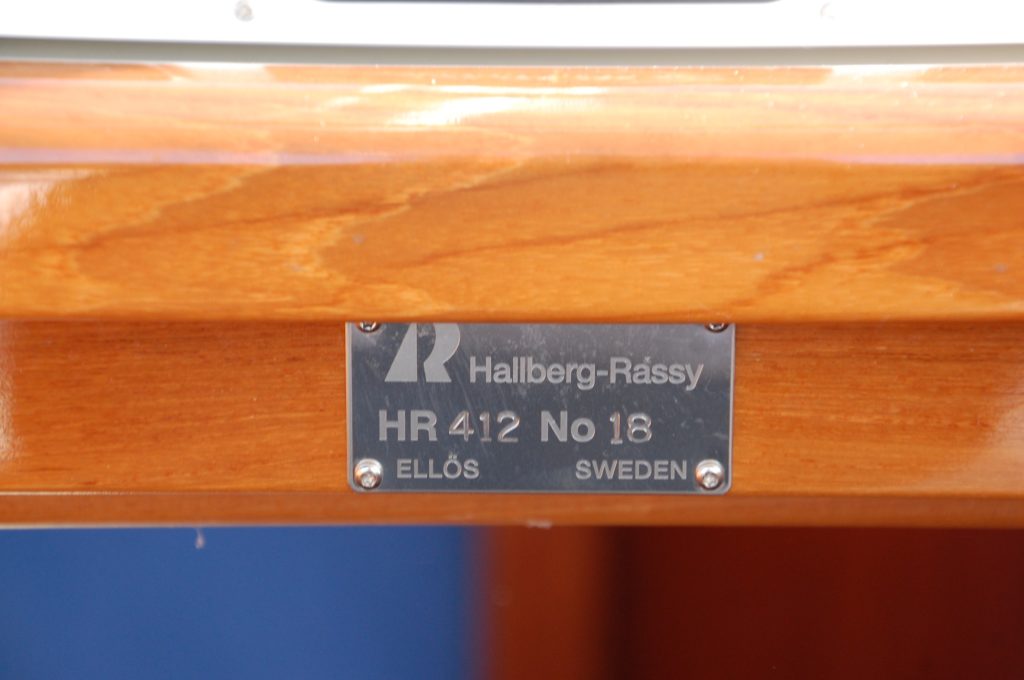 R Hallberg-Rassy
HR 412 No 18
ELLÖS SWEDEN